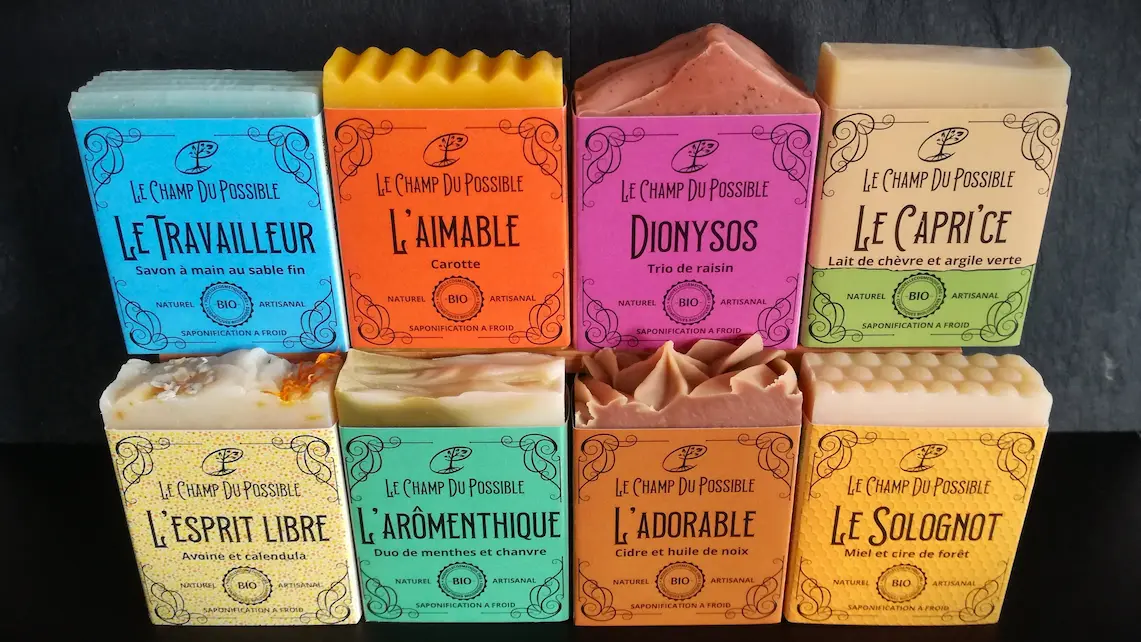 LE CHAMP DU POSSIBLE
LE TRAVAILLEUR
Savon à main au sable fin
NATUREL BIO ARTISANAL
SAPONIFICATION A FROID
LE CHAMP DU POSSIBLE
L'AIMABLE
Carotte
NATUREL BIO ARTISANAL
SAPONIFICATION A FROID
LE CHAMP DU POSSIBLE
DIONYSOS
Trio de raisin
NATUREL BIO ARTISANAL
SAPONIFICATION A FROID
LE CHAMP DU POSSIBLE
LE CAPRI'CE
Lait de chèvre et argile verte
NATUREL BIO ARTISANAL
SAPONIFICATION A FROID
LE CHAMP DU POSSIBLE
L'ESPRIT LIBRE
Avoine et calendula
NATUREL BIO ARTISANAL
SAPONIFICATION A FROID
LE CHAMP DU POSSIBLE
L'ARÔMENTHIQUE
Duo de menthes et chanvre
NATUREL BIO ARTISANAL
SAPONIFICATION A FROID
LE CHAMP DU POSSIBLE
L'ADORABLE
Cidre et huile de noix
NATUREL BIO ARTISANAL
SAPONIFICATION A FROID
LE CHAMP DU POSSIBLE
LE SOLOGNOT
Miel et cire de forêt
NATUREL BIO ARTISANAL
SAPONIFICATION A FROID